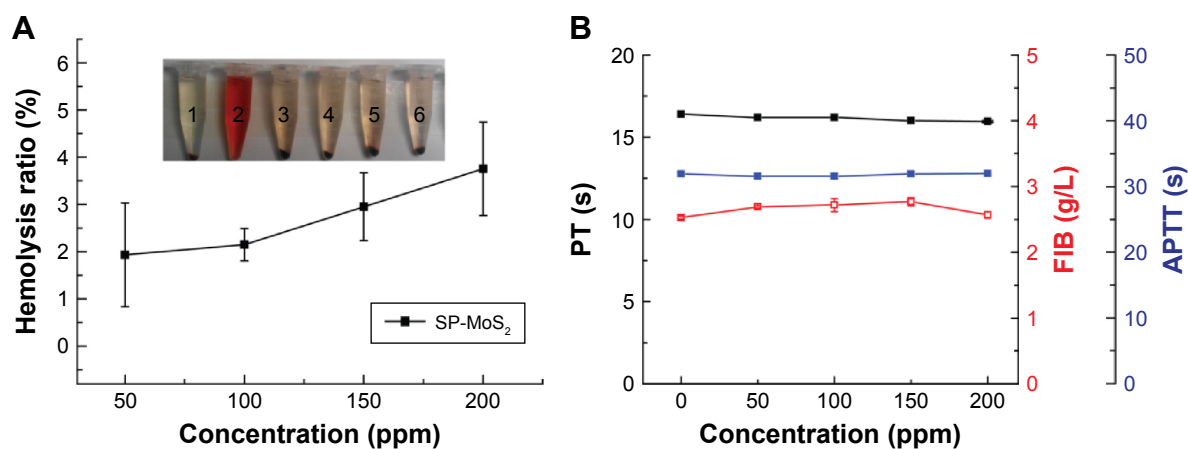 A
Hemolysis ratio (%)
6
5
4
3
2
1
0
1 2 3 4 5 6
SP-MoS₂
50 100 150 200
Concentration (ppm)
B
PT (s)
20
15
10
5
0
FIB (g/L)
5
4
3
2
1
0
APTT (s)
50
40
30
20
10
0
0 50 100 150 200
Concentration (ppm)